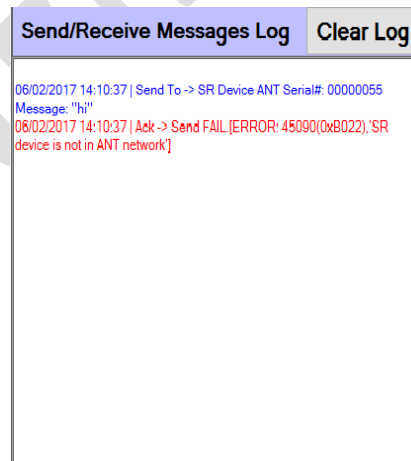 Send/Receive Messages Log Clear Log
06/02/2017 14:10:37 | Send To -> SR Device ANT Serial#: 00000055
Message: "hi"
06/02/2017 14:10:37 | Ack -> Send FAIL.[ERROR: 45090(0xB022),'SR
device is not in ANT network']